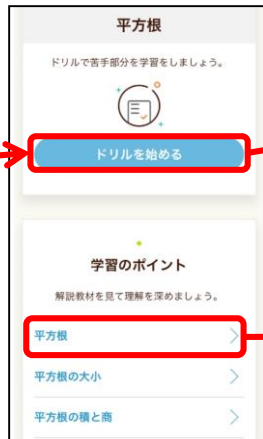 平方根
ドリルで苦手部分を学習をしましょう。
ドリルを始める
学習のポイント
解説教材を見て理解を深めましょう。
平方根
平方根の大小
平方根の積と商